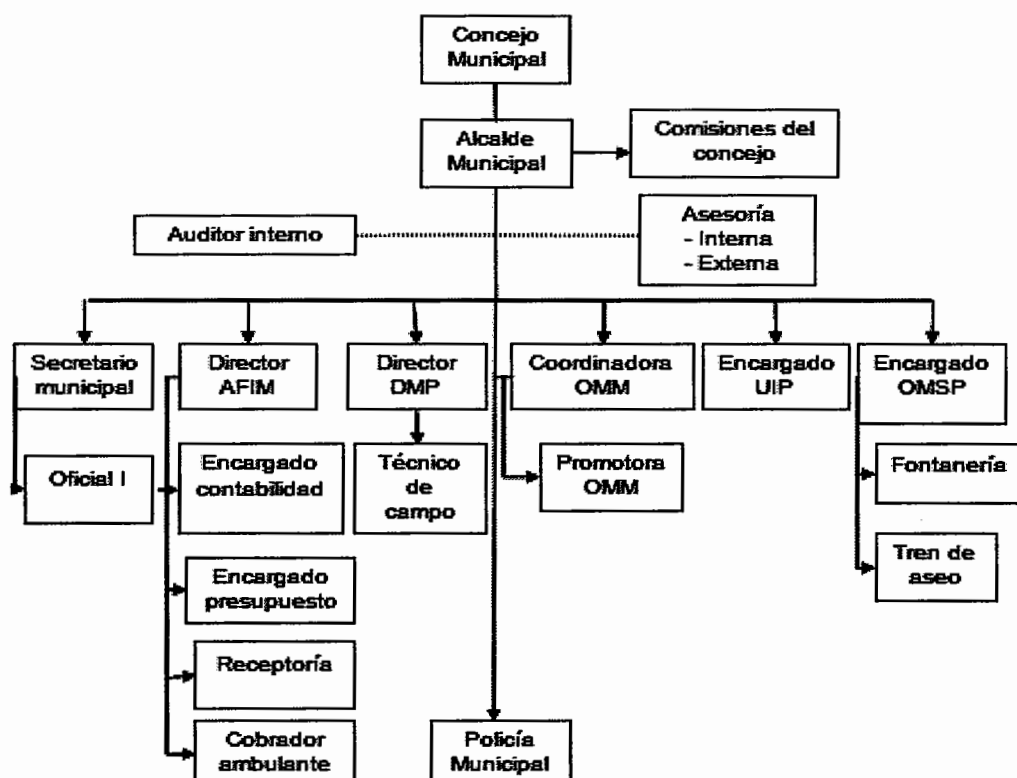 Concejo
Municipal
Alcalde
Municipal
Comisiones del
concejo
Auditor interno
Asesoría
- Interna
- Externa
Secretario
municipal
Director
AFIM
Director
DMP
Coordinadora
OMM
Encargado
UIP
Encargado
OMSP
Oficial I
Encargado
contabilidad
Técnico
de
campo
Promotora
OMM
Fontanería
Encargado
presupuesto
Tren de
aseo
Receptoría
Cobrador
ambulante
Policía
Municipal